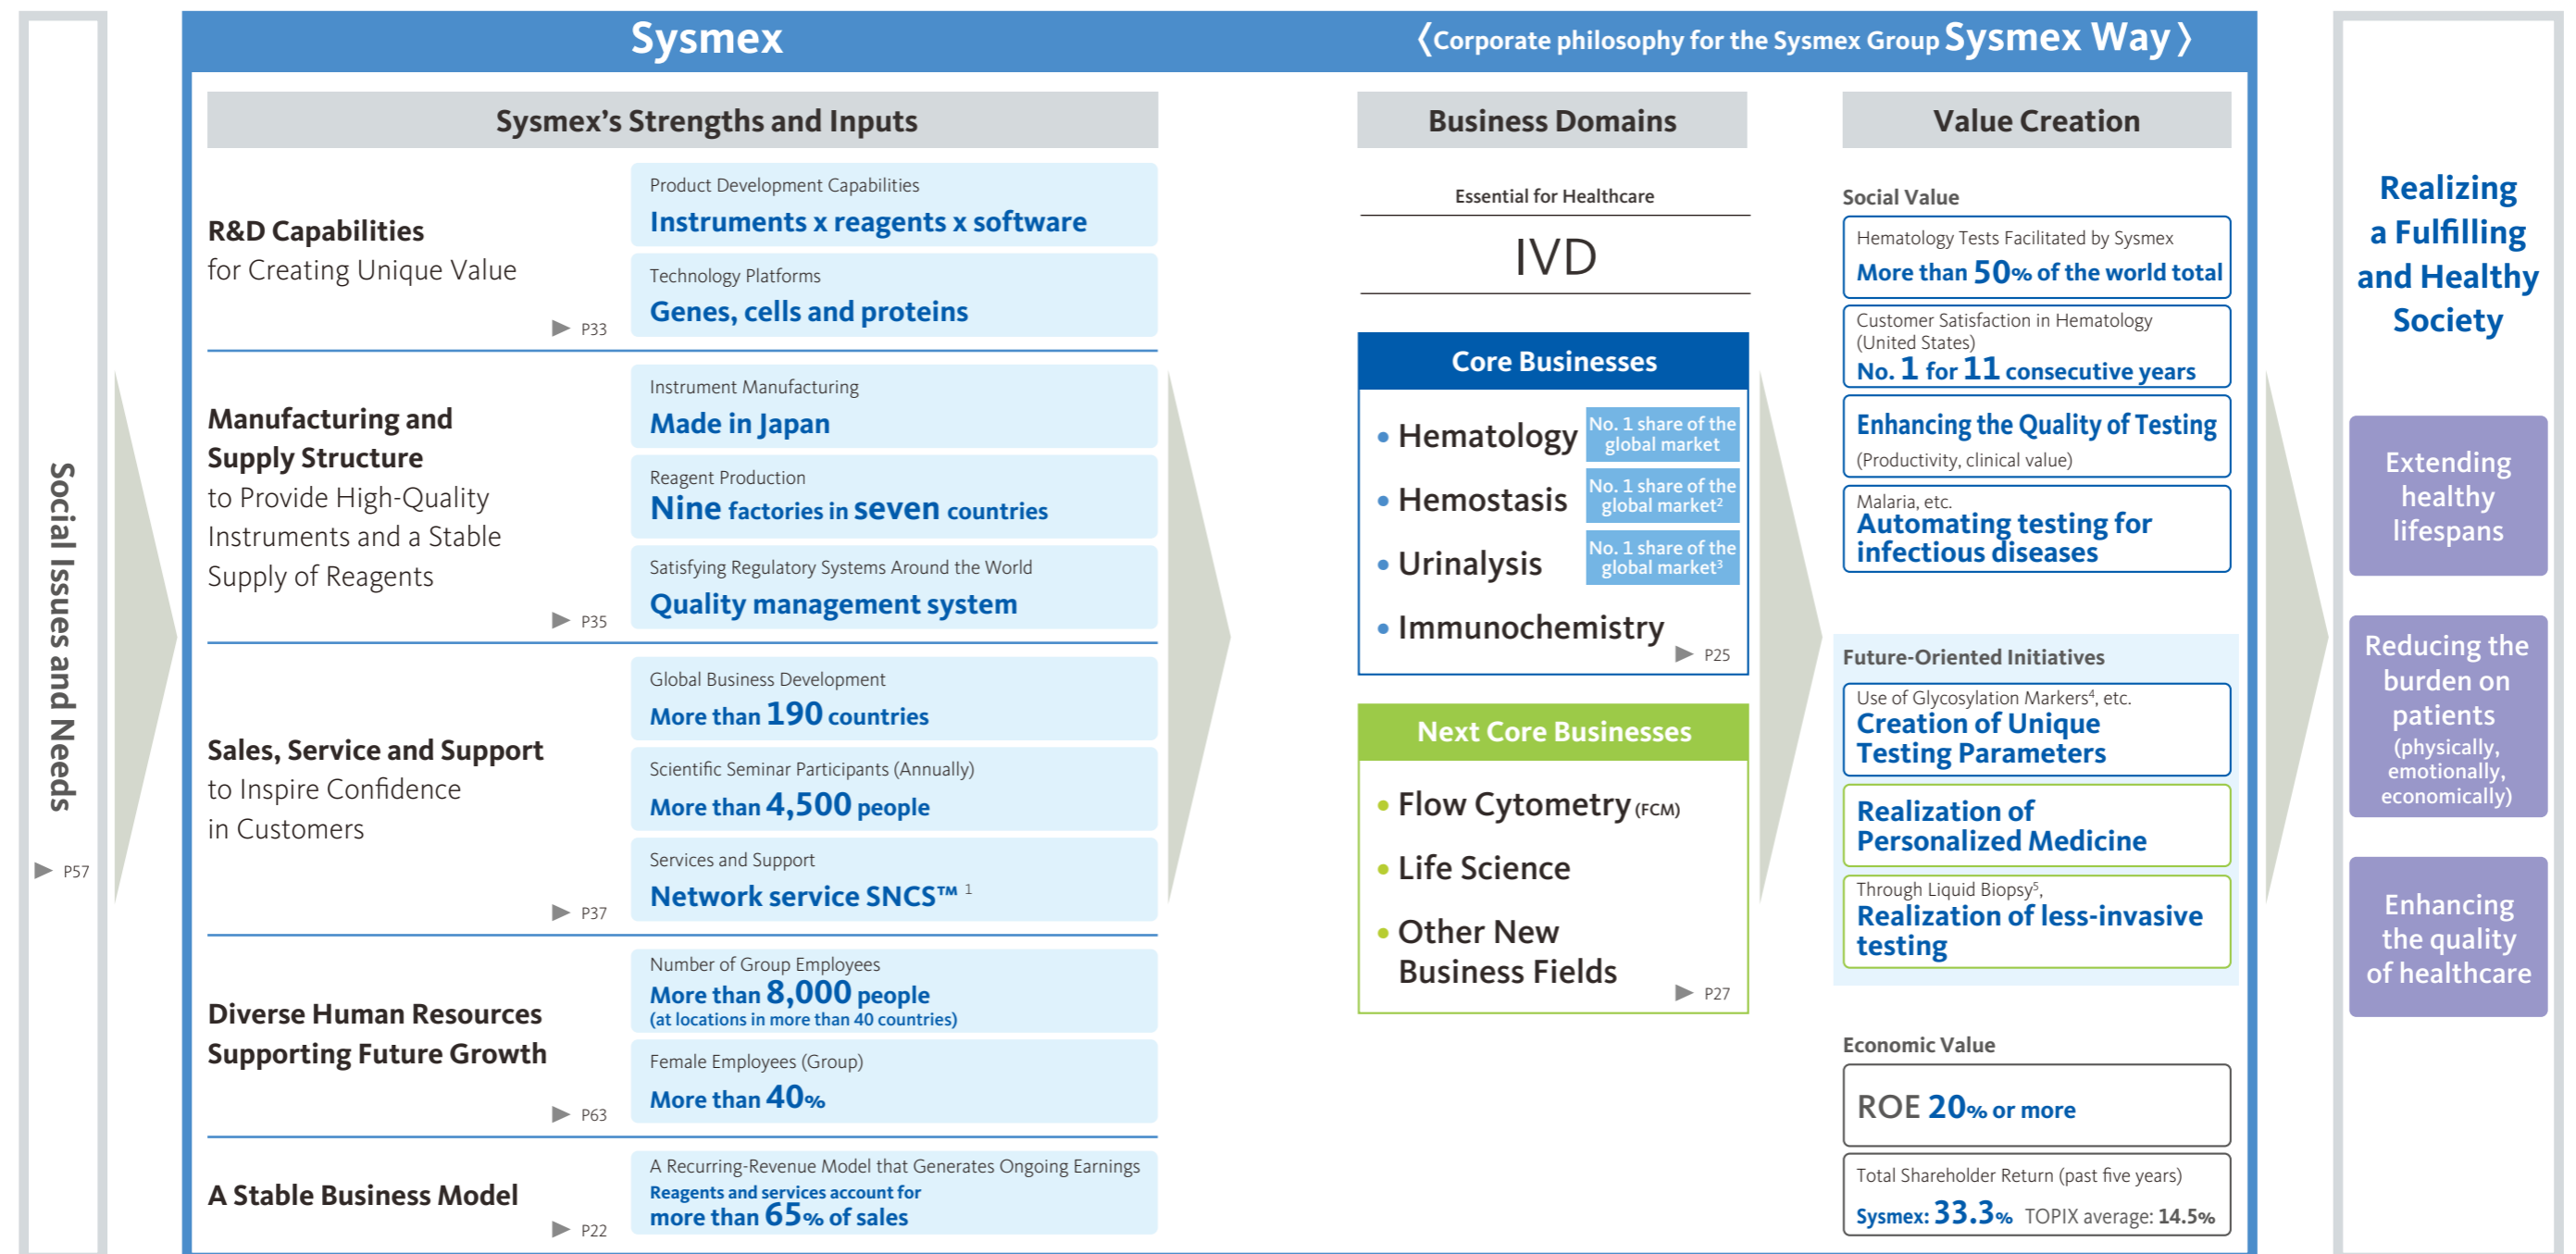 Social Issues and Needs
▶ P57
Sysmex
〈Corporate philosophy for the Sysmex Group Sysmex Way〉
Sysmex’s Strengths and Inputs
R&D Capabilities
for Creating Unique Value
▶ P33
Product Development Capabilities
Instruments x reagents x software
Technology Platforms
Genes, cells and proteins
Manufacturing and
Supply Structure
to Provide High-Quality
Instruments and a Stable
Supply of Reagents
▶ P35
Instrument Manufacturing
Made in Japan
Reagent Production
Nine factories in seven countries
Satisfying Regulatory Systems Around the World
Quality management system
Sales, Service and Support
to Inspire Confidence
in Customers
▶ P37
Global Business Development
More than 190 countries
Scientific Seminar Participants (Annually)
More than 4,500 people
Services and Support
Network service SNCS™ 1
Diverse Human Resources
Supporting Future Growth
▶ P63
Number of Group Employees
More than 8,000 people
(at locations in more than 40 countries)
Female Employees (Group)
More than 40%
A Stable Business Model
▶ P22
A Recurring-Revenue Model that Generates Ongoing Earnings
Reagents and services account for
more than 65% of sales
Business Domains
Essential for Healthcare
IVD
Core Businesses
• Hematology
No. 1 share of the
global market
• Hemostasis
No. 1 share of the
global market2
• Urinalysis
No. 1 share of the
global market3
• Immunochemistry
▶ P25
Next Core Businesses
• Flow Cytometry (FCM)
• Life Science
• Other New
Business Fields
▶ P27
Value Creation
Social Value
Hematology Tests Facilitated by Sysmex
More than 50% of the world total
Customer Satisfaction in Hematology
(United States)
No. 1 for 11 consecutive years
Enhancing the Quality of Testing
(Productivity, clinical value)
Malaria, etc.
Automating testing for
infectious diseases
Future-Oriented Initiatives
Use of Glycosylation Markers4, etc.
Creation of Unique
Testing Parameters
Realization of
Personalized Medicine
Through Liquid Biopsy5,
Realization of less-invasive
testing
Economic Value
ROE 20% or more
Total Shareholder Return (past five years)
Sysmex: 33.3% TOPIX average: 14.5%
Realizing
a Fulfilling
and Healthy
Society
Extending
healthy
lifespans
Reducing the
burden on
patients
(physically,
emotionally,
economically)
Enhancing
the quality
of healthcare